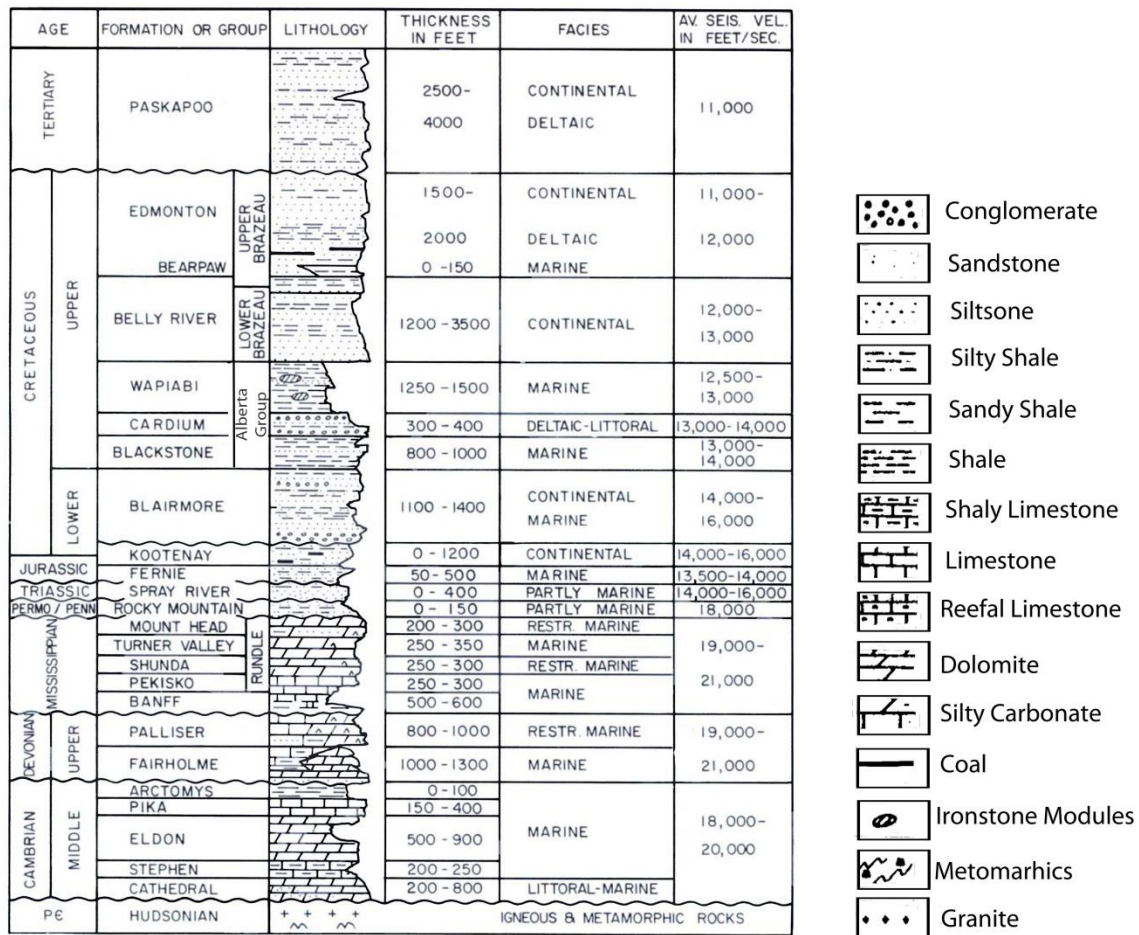 AGE FORMATION OR GROUP LITHOLOGY THICKNESS IN FEET FACIES AV. SEIS. VEL. IN FEET/SEC.
TERTIARY PASKAPOO 2500- 4000 CONTINENTAL DELTAIC 11,000
CRETACEOUS
UPPER
EDMONTON UPPER BRAZEAU 1500- 2000 CONTINENTAL DELTAIC 11,000- 12,000
BEARPAW 0 -150 MARINE
BELLY RIVER LOWER BRAZEAU 1200 - 3500 CONTINENTAL 12,000- 13,000
WAPIABI Alberta Group 1250 - 1500 MARINE 12,500- 13,000
CARDIUM 300 - 400 DELTAIC-LITTORAL 13,000-14,000
BLACKSTONE 800 - 1000 MARINE 13,000- 14,000
LOWER
BLAIRMORE 1100 - 1400 CONTINENTAL MARINE 14,000- 16,000
KOOTENAY 0 - 1200 CONTINENTAL 14,000-16,000
JURASSIC FERNIE 50 - 500 MARINE 13,500-14,000
TRIASSIC SPRAY RIVER 0 - 400 PARTLY MARINE 14,000-16,000
PERMO / PENN ROCKY MOUNTAIN 0 - 150 PARTLY MARINE 18,000
MISSISSIPPIAN
RUNDLE
MOUNT HEAD 200 - 300 RESTR. MARINE
TURNER VALLEY 250 - 350 MARINE 19,000-
SHUNDA 250 - 300 RESTR. MARINE
PEKISKO 250 - 300 MARINE 21,000
BANFF 500 - 600
DEVONIAN
UPPER
PALLISER 800 - 1000 RESTR. MARINE 19,000-
FAIRHOLME 1000 - 1300 MARINE 21,000
CAMBRIAN
MIDDLE
ARCTOMYS 0 - 100
PIKA 150 - 400
ELDON 500 - 900 MARINE 18,000- 20,000
STEPHEN 200 - 250
CATHEDRAL 200 - 800 LITTORAL-MARINE
P€ HUDSONIAN IGNEOUS & METAMORPHIC ROCKS
Conglomerate
Sandstone
Siltsone
Silty Shale
Sandy Shale
Shale
Shaly Limestone
Limestone
Reefal Limestone
Dolomite
Silty Carbonate
Coal
Ironstone Modules
Metomarhics
Granite